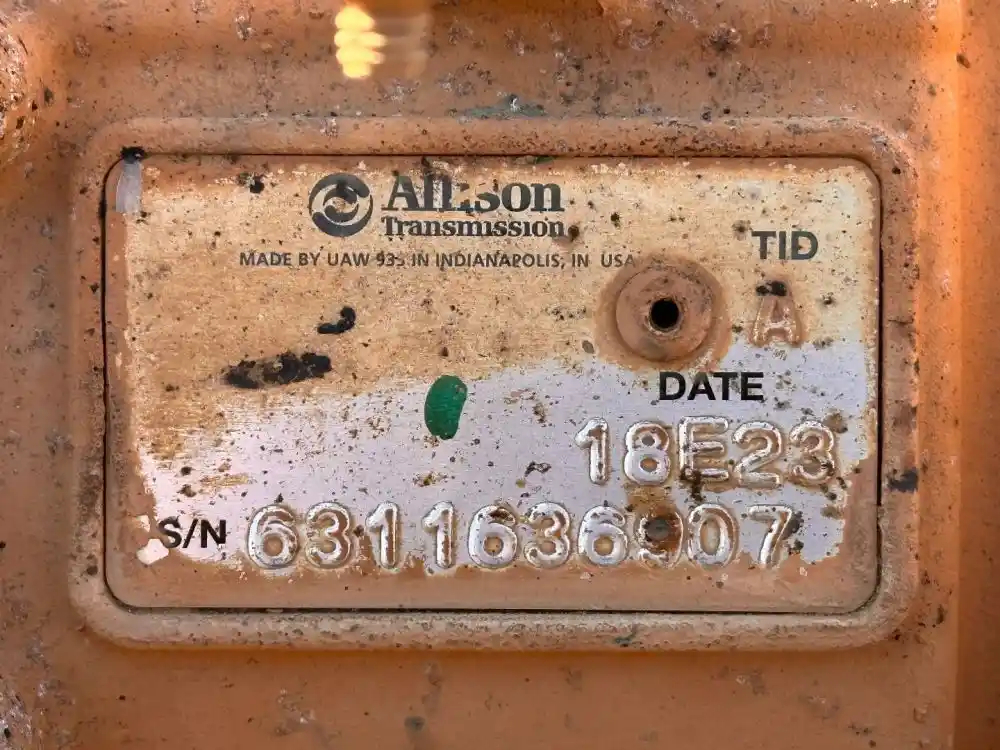 Allison
Transmission
MADE BY UAW 933 IN INDIANAPOLIS, IN USA
TID
A
DATE
18E23
S/N 6311636907